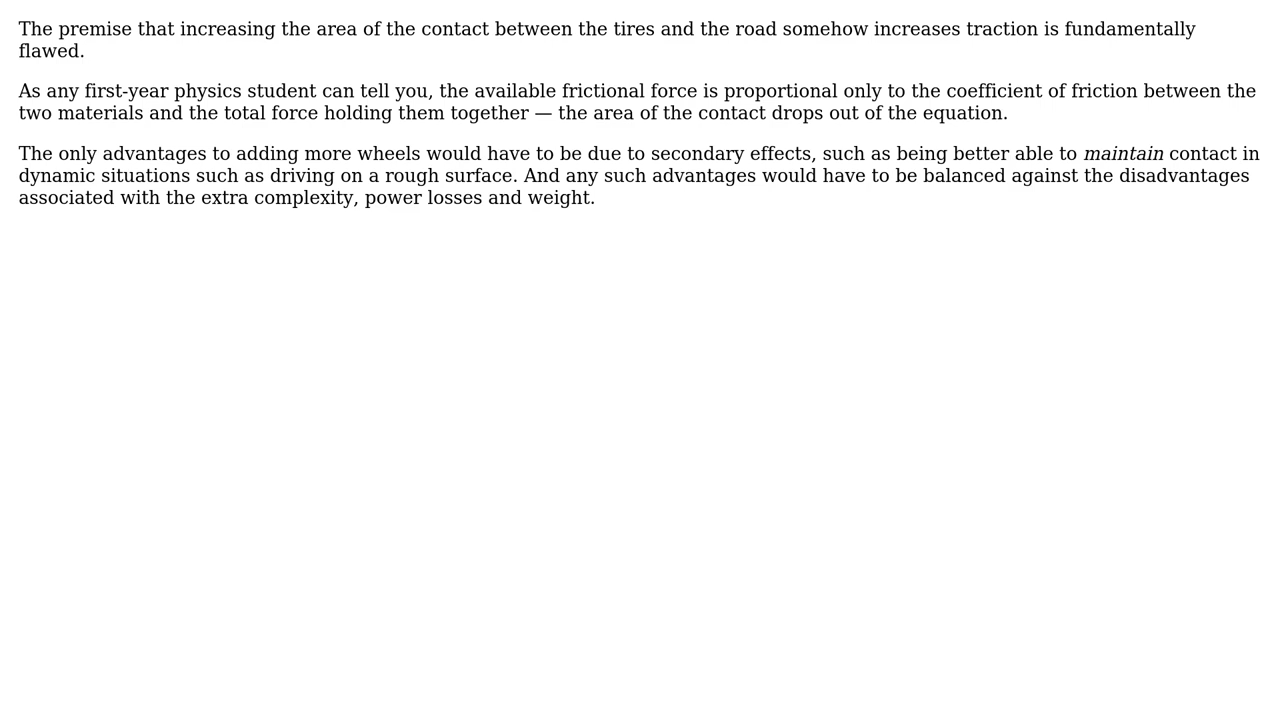 The premise that increasing the area of the contact between the tires and the road somehow increases traction is fundamentally
flawed.
As any first-year physics student can tell you, the available frictional force is proportional only to the coefficient of friction between the
two materials and the total force holding them together — the area of the contact drops out of the equation.
The only advantages to adding more wheels would have to be due to secondary effects, such as being better able to maintain contact in
dynamic situations such as driving on a rough surface. And any such advantages would have to be balanced against the disadvantages
associated with the extra complexity, power losses and weight.